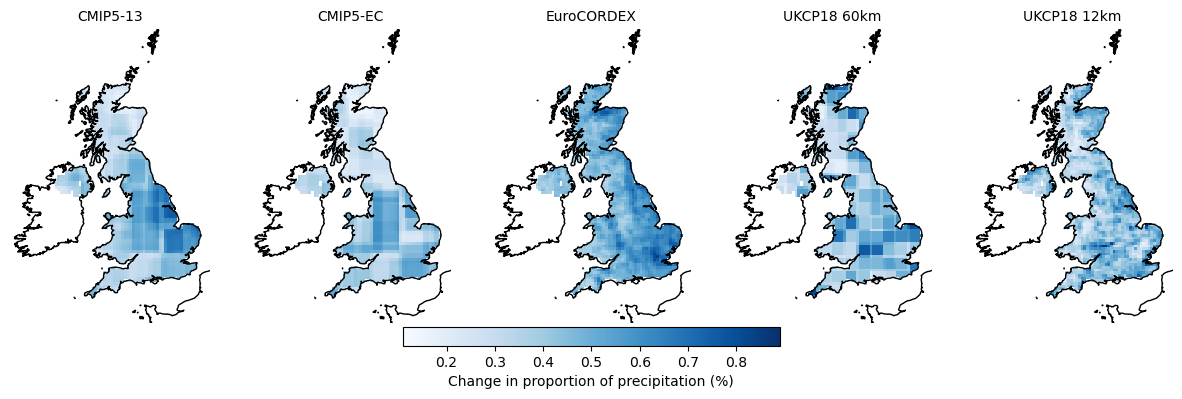 CMIP5-13 CMIP5-EC EuroCORDEX UKCP18 60km UKCP18 12km
0.2 0.3 0.4 0.5 0.6 0.7 0.8
Change in proportion of precipitation (%)